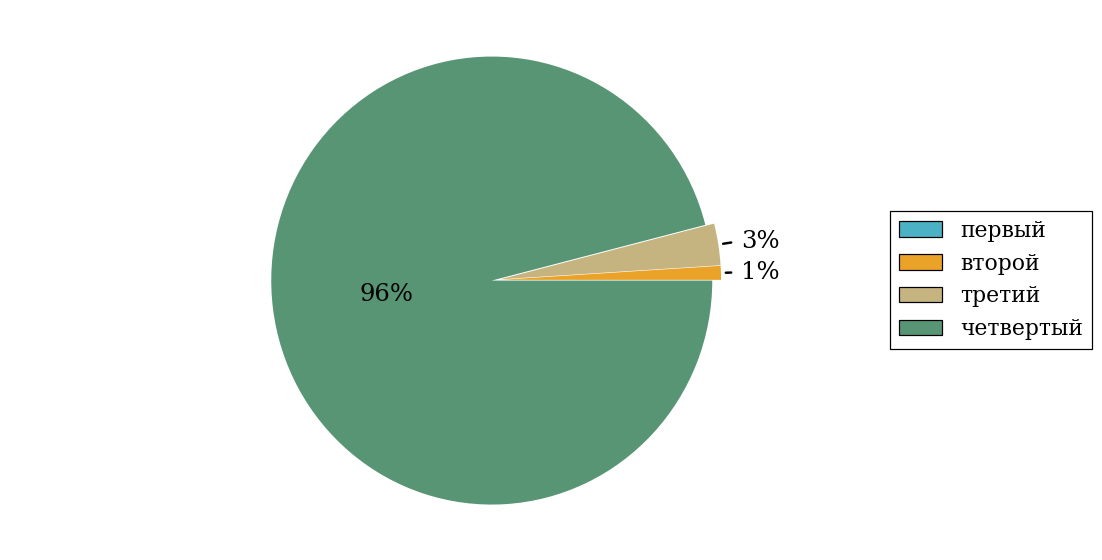 96%
3%
1%
первый
второй
третий
четвертый